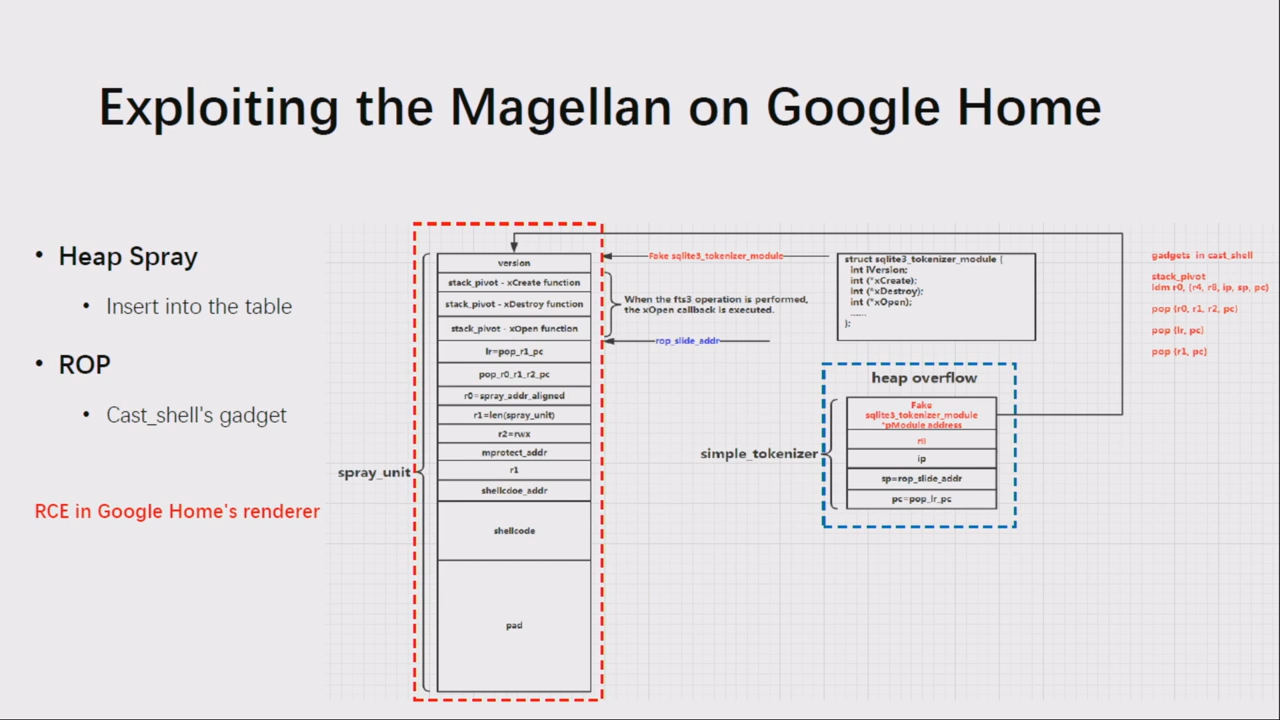 Exploiting the Magellan on Google Home
• Heap Spray
• Insert into the table
• ROP
• Cast_shell's gadget
RCE in Google Home's renderer
spray_unit
version
stack_pivot - xCreate function
stack_pivot - xDestroy function
stack_pivot - xOpen function
lr=pop_r1_pc
pop_r0_r1_r2_pc
r0=spray_addr_aligned
r1=len(spray_unit)
r2=rwx
mprotect_addr
r1
shellcdoe_addr
shellcode
pad
Fake sqlite3_tokenizer_module
When the fts3 operation is performed,
the xOpen callback is executed.
rop_slide_addr
struct sqlite3_tokenizer_module {
int iVersion;
int (*xCreate);
int (*xDestroy);
int (*xOpen);
......
};
heap overflow
simple_tokenizer
Fake
sqlite3_tokenizer_module
*pModule address
r8
ip
sp=rop_slide_addr
pc=pop_lr_pc
gadgets in cast_shell
stack_pivot
ldm r0, {r4, r8, ip, sp, pc}
pop {r0, r1, r2, pc}
pop {lr, pc}
pop {r1, pc}